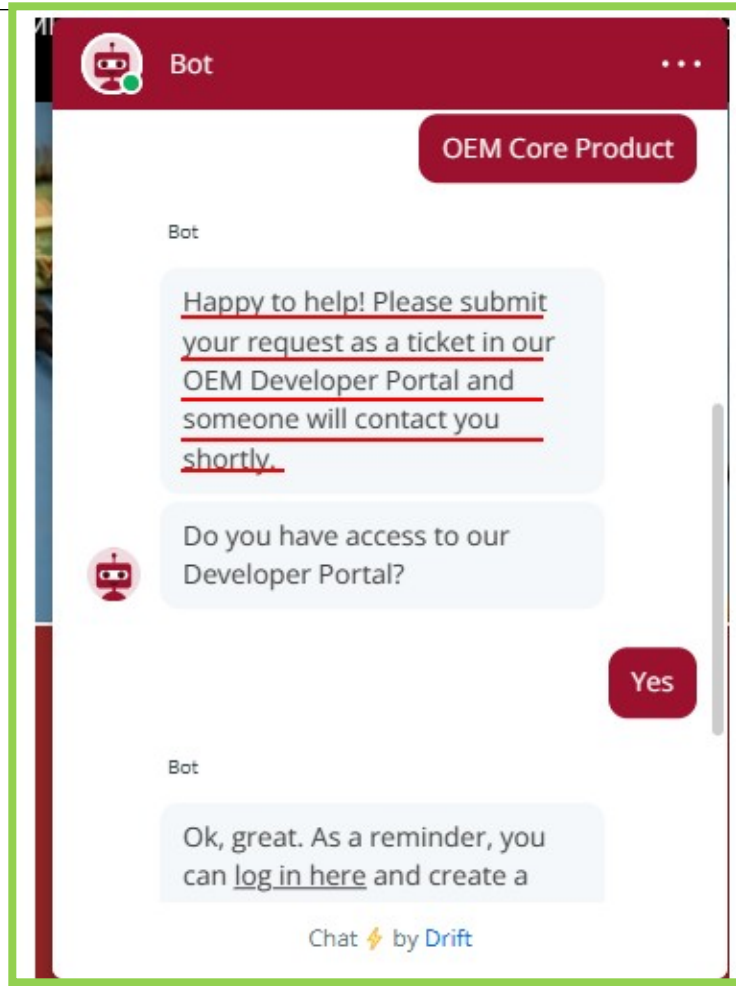 Bot
OEM Core Product
Bot
Happy to help! Please submit
your request as a ticket in our
OEM Developer Portal and
someone will contact you
shortly.
Do you have access to our
Developer Portal?
Yes
Bot
Ok, great. As a reminder, you
can log in here and create a
Chat ⚡ by Drift